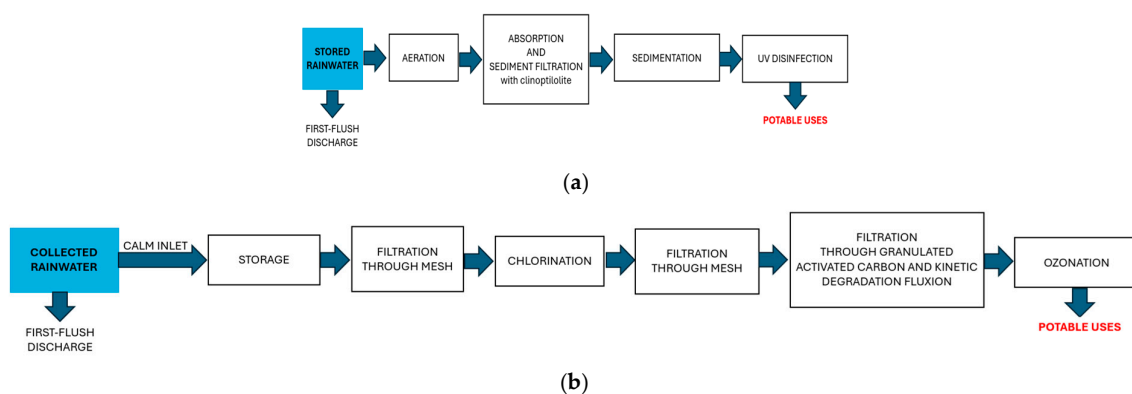 STORED
RAINWATER
AERATION
ABSORPTION
AND
SEDIMENT FILTRATION
with clinoptilolite
SEDIMENTATION
UV DISINFECTION
FIRST-FLUSH
DISCHARGE
POTABLE USES
(a)
COLLECTED
RAINWATER
CALM INLET
STORAGE
FILTRATION
THROUGH MESH
CHLORINATION
FILTRATION
THROUGH MESH
FILTRATION
THROUGH GRANULATED
ACTIVATED CARBON AND KINETIC
DEGRADATION FLUXION
OZONATION
FIRST-FLUSH
DISCHARGE
POTABLE USES
(b)